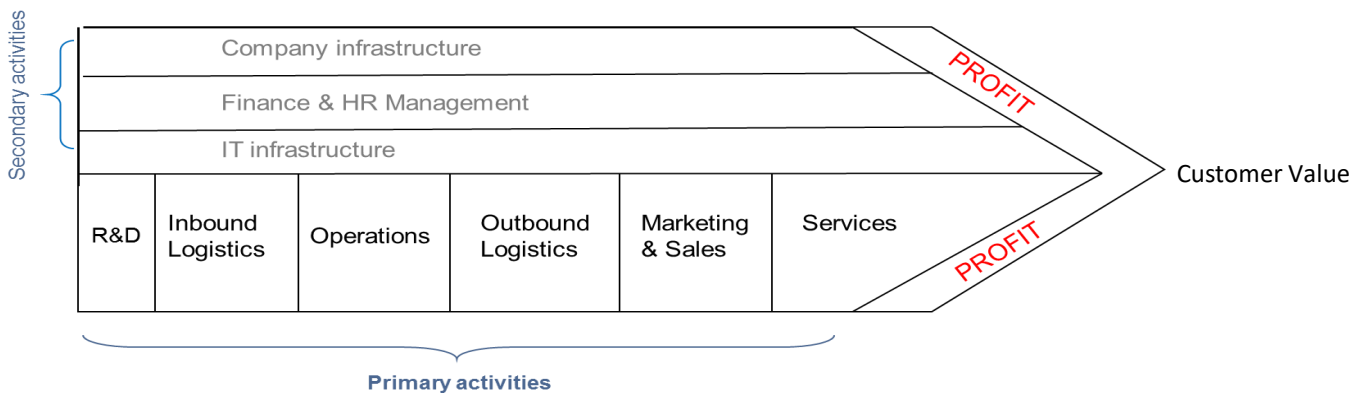 Secondary activities
Company infrastructure
Finance & HR Management
IT infrastructure
PROFIT
Customer Value
R&D
Inbound
Logistics
Operations
Outbound
Logistics
Marketing
& Sales
Services
PROFIT
Primary activities